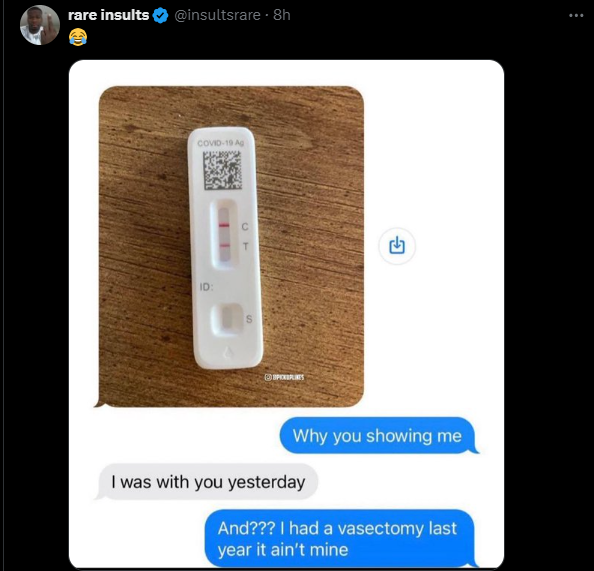 rare insults @insultsrare · 8h
😂
COVID-19 Ag
C
T
ID:
S
Why you showing me
I was with you yesterday
And??? I had a vasectomy last
year it ain't mine